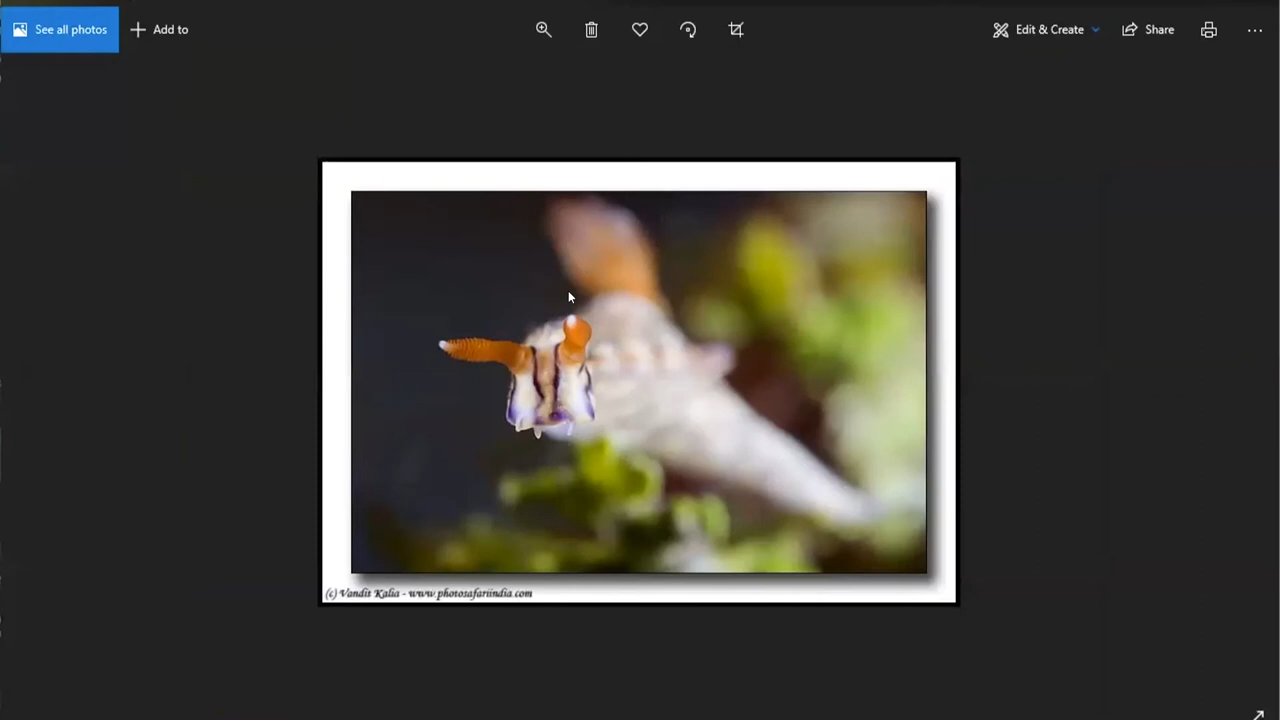 See all photos
Add to
Edit & Create
Share
(c) Vandit Kalia - www.photosafariindia.com